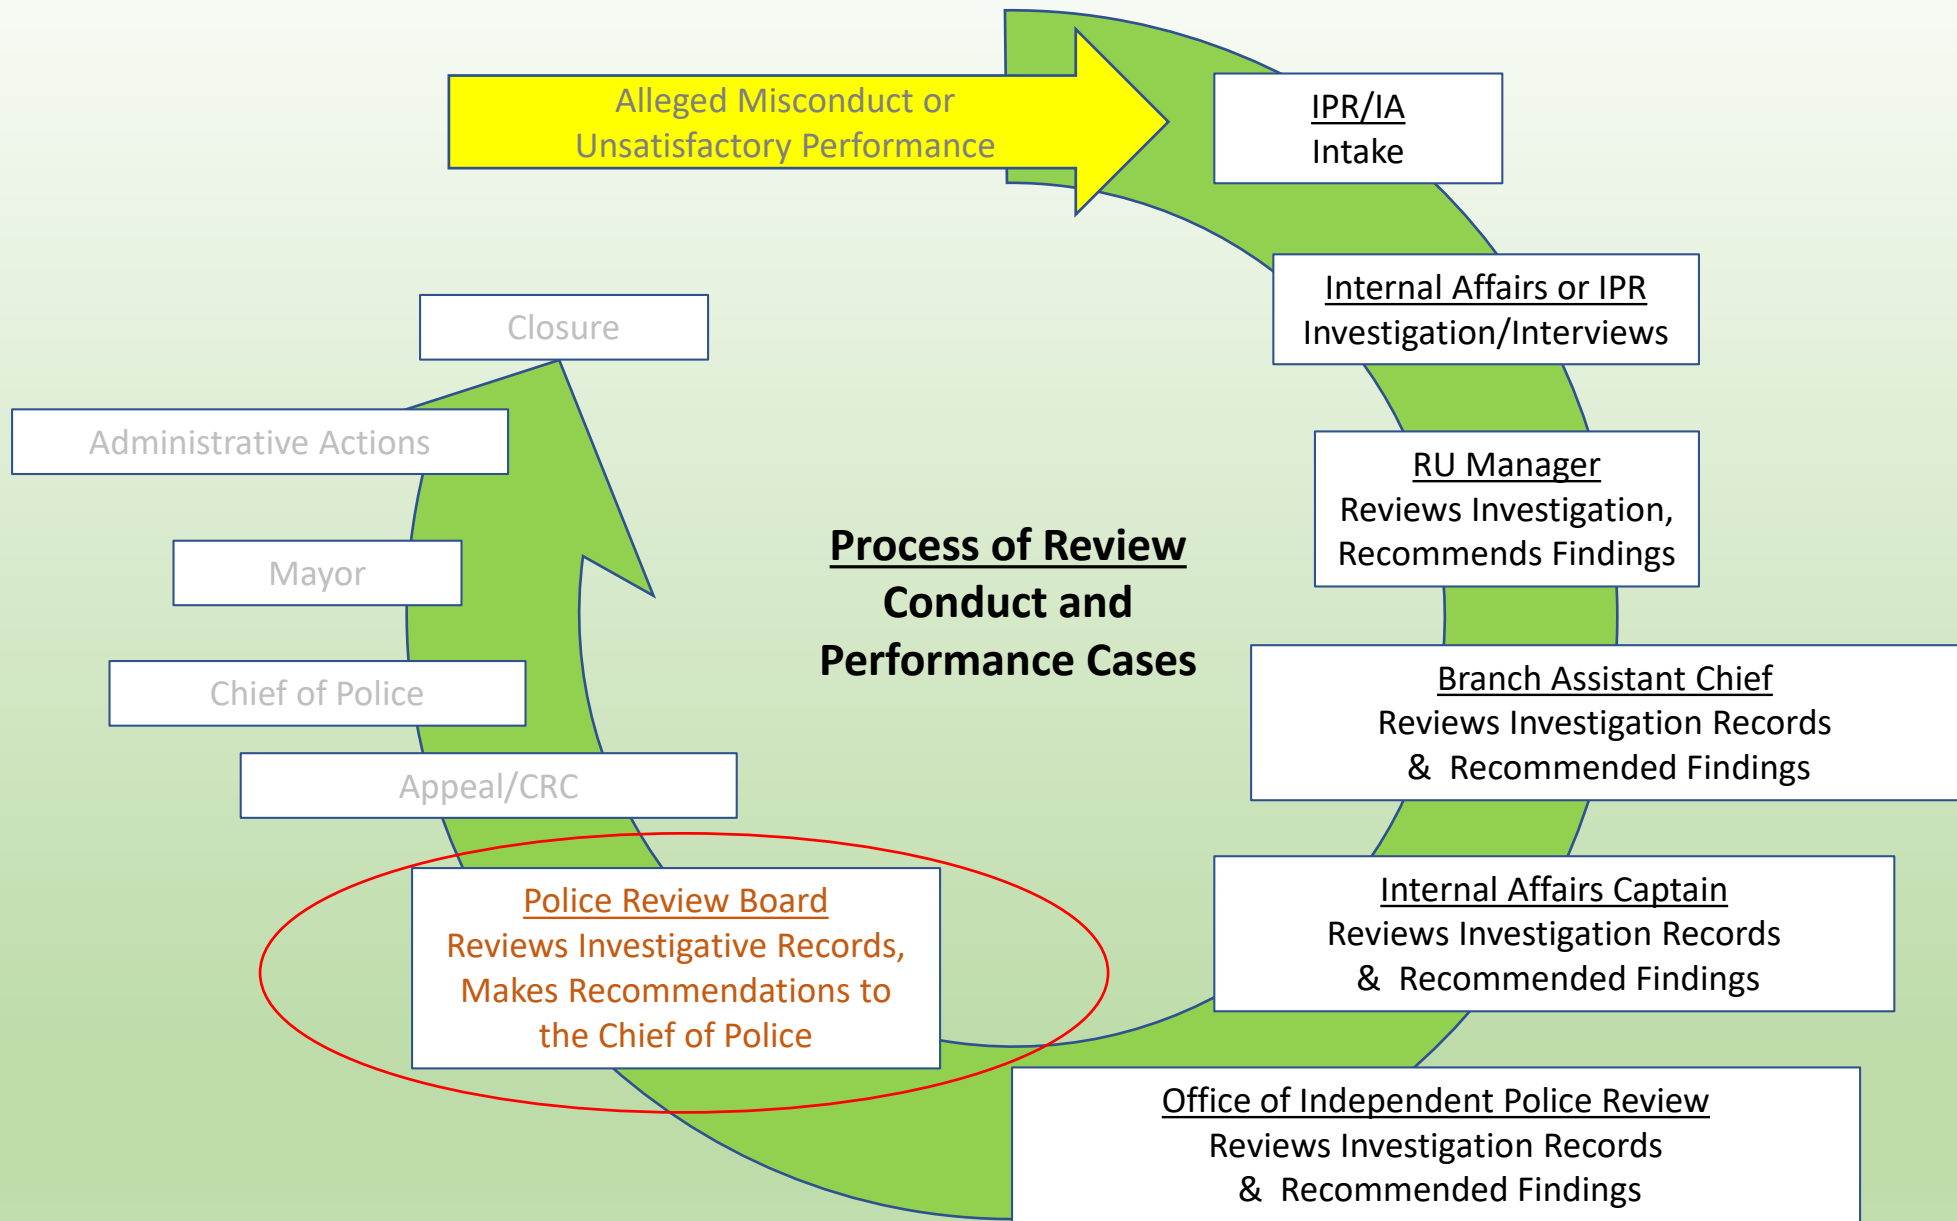 Alleged Misconduct or
Unsatisfactory Performance
IPR/IA
Intake
Internal Affairs or IPR
Investigation/Interviews
RU Manager
Reviews Investigation,
Recommends Findings
Branch Assistant Chief
Reviews Investigation Records
& Recommended Findings
Internal Affairs Captain
Reviews Investigation Records
& Recommended Findings
Office of Independent Police Review
Reviews Investigation Records
& Recommended Findings
Police Review Board
Reviews Investigative Records,
Makes Recommendations to
the Chief of Police
Appeal/CRC
Chief of Police
Mayor
Administrative Actions
Closure
Process of Review
Conduct and
Performance Cases